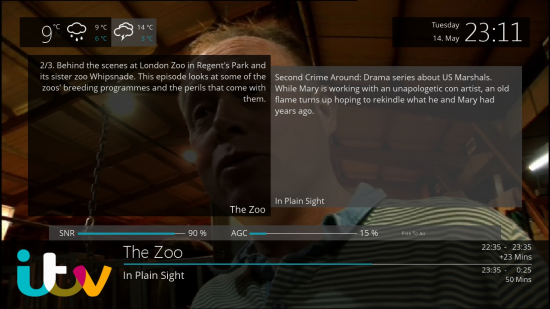 9 °C
9 °C
6 °C
14 °C
3 °C
Tuesday
14. May
23:11
2/3. Behind the scenes at London Zoo in Regent's Park and
its sister zoo Whipsnade. This episode looks at some of the
zoos' breeding programmes and the perils that come with
them.
The Zoo
Second Crime Around: Drama series about US Marshals.
While Mary is working with an unapologetic con artist, an old
flame turns up hoping to rekindle what he and Mary had
years ago.
In Plain Sight
SNR 90 %
AGC 15 %
Free To Air
The Zoo
22:35 - 23:35
+23 Mins
In Plain Sight
23:35 - 0:25
50 Mins
itv